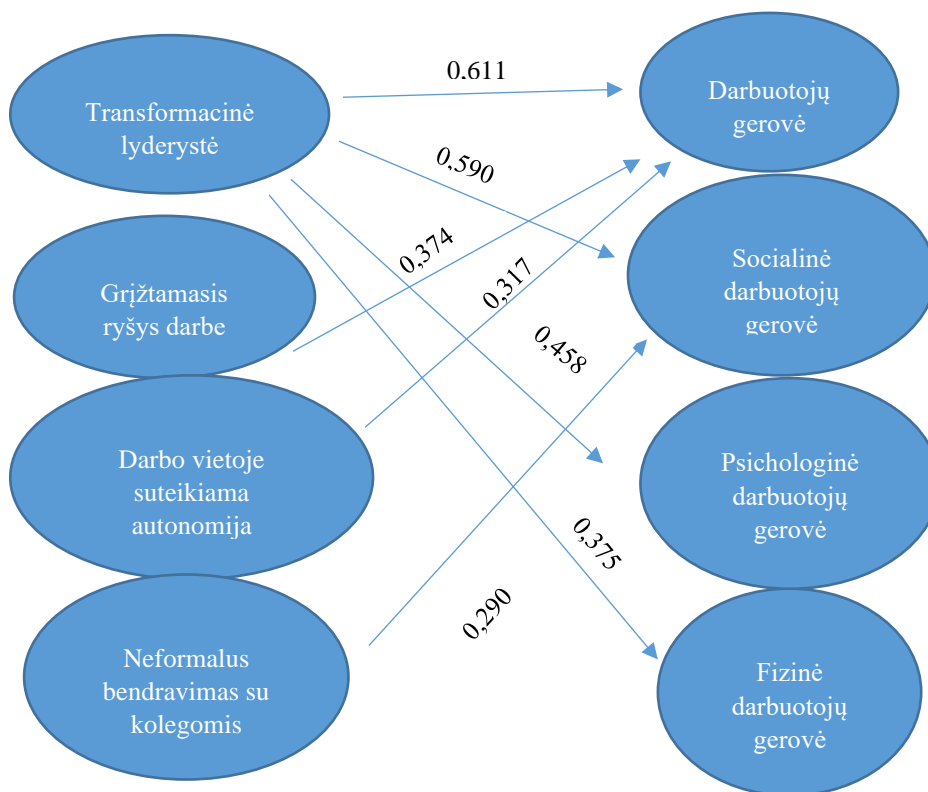 Transformacinė
lyderystė
Grįžtamasis
ryšys darbe
Darbo vietoje
suteikiama
autonomija
Neformalus
bendravimas su
kolegomis
0,611
0,590
0,374
0,317
0,458
0,375
0,290
Darbuotojų
gerovė
Socialinė
darbuotojų
gerovė
Psichologinė
darbuotojų
gerovė
Fizinė
darbuotojų
gerovė